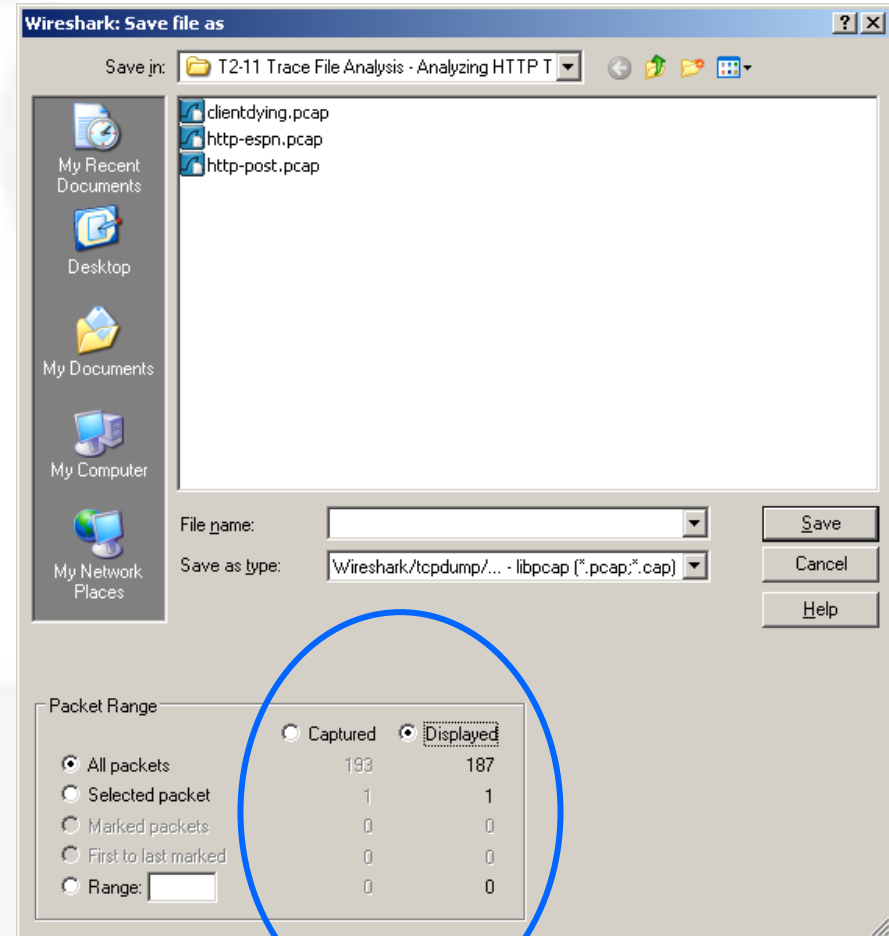 Wireshark: Save file as
Save in: T2-11 Trace File Analysis - Analyzing HTTP T
clientdying.pcap
http-espn.pcap
http-post.pcap
My Recent
Documents
Desktop
My Documents
My Computer
My Network
Places
File name:
Save
Save as type: Wireshark/tcpdump/... - libpcap (*.pcap;*.cap)
Cancel
Help
Packet Range
Captured Displayed
All packets 193 187
Selected packet 1 1
Marked packets 0 0
First to last marked 0 0
Range: 0 0